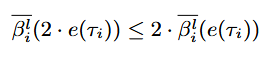 $\overline{\beta_i^l}(2 \cdot e(\tau_i)) \leq 2 \cdot \overline{\beta_i^l}(e(\tau_i))$